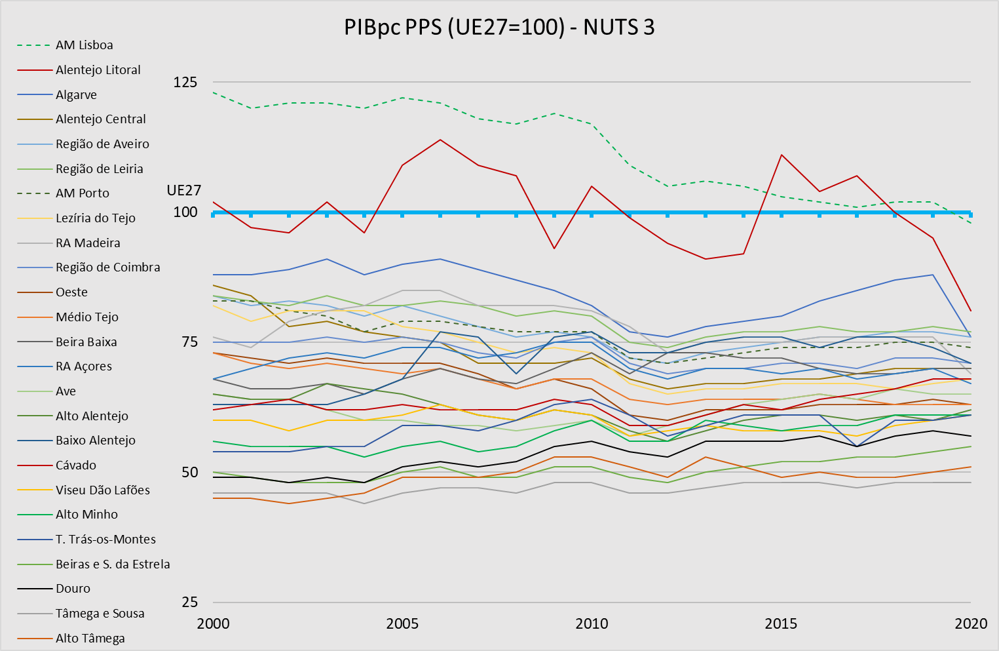 PIBpc PPS (UE27=100) - NUTS 3
AM Lisboa
Alentejo Litoral
Algarve
Alentejo Central
Região de Aveiro
Região de Leiria
AM Porto
Lezíria do Tejo
RA Madeira
Região de Coimbra
Oeste
Médio Tejo
Beira Baixa
RA Açores
Ave
Alto Alentejo
Baixo Alentejo
Cávado
Viseu Dão Lafões
Alto Minho
T. Trás-os-Montes
Beiras e S. da Estrela
Douro
Tâmega e Sousa
Alto Tâmega
125
UE27
100
75
50
25
2000
2005
2010
2015
2020